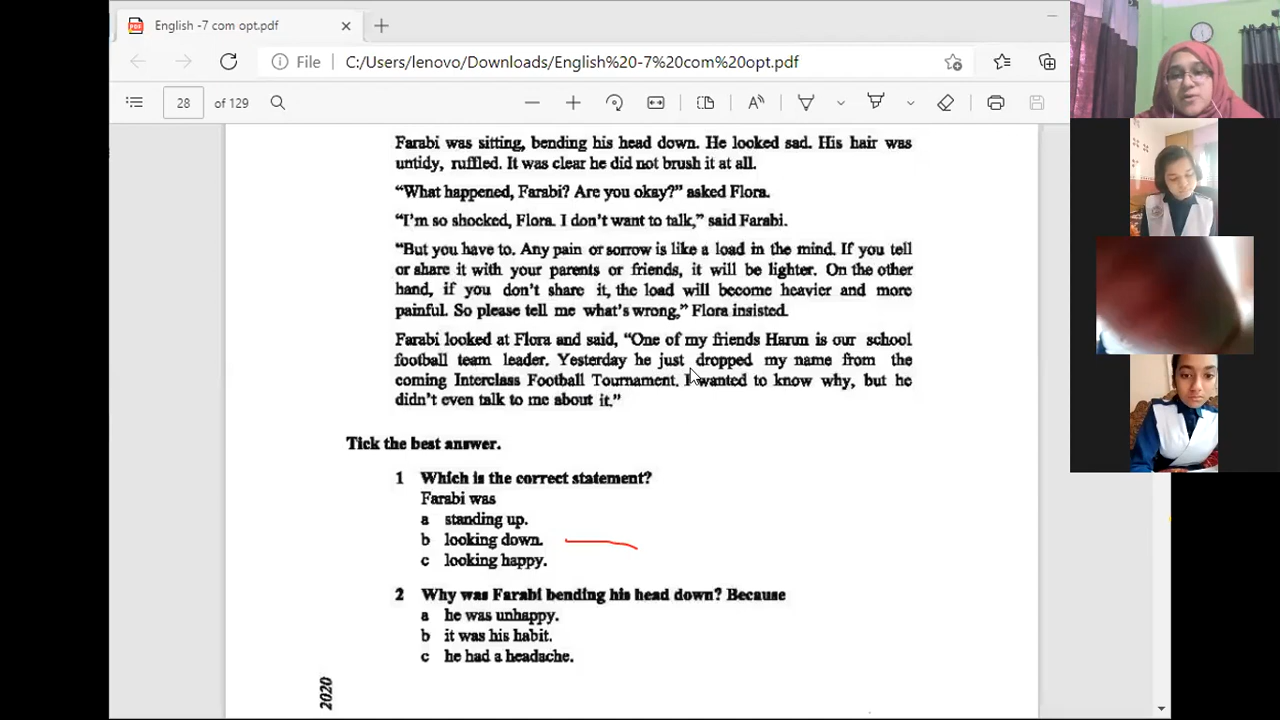 English -7 com opt.pdf
File C:/Users/lenovo/Downloads/English%20-7%20com%20opt.pdf
28 of 129
Farabi was sitting, bending his head down. He looked sad. His hair was
untidy, ruffled. It was clear he did not brush it at all.
“What happened, Farabi? Are you okay?” asked Flora.
“I’m so shocked, Flora. I don’t want to talk,” said Farabi.
“But you have to. Any pain or sorrow is like a load in the mind. If you tell
or share it with your parents or friends, it will be lighter. On the other
hand, if you don’t share it, the load will become heavier and more
painful. So please tell me what’s wrong,” Flora insisted.
Farabi looked at Flora and said, “One of my friends Harun is our school
football team leader. Yesterday he just dropped my name from the
coming Interclass Football Tournament. I wanted to know why, but he
didn’t even talk to me about it.”
Tick the best answer.
1 Which is the correct statement?
Farabi was
a standing up.
b looking down.
c looking happy.
2 Why was Farabi bending his head down? Because
a he was unhappy.
b it was his habit.
c he had a headache.
2020